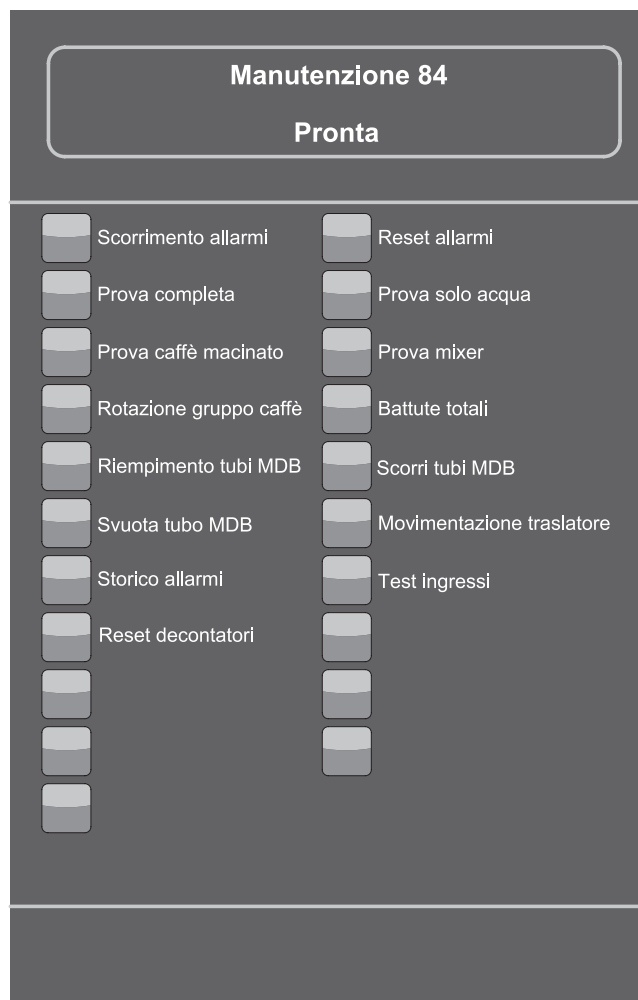 Manutenzione 84
Pronta
Scorrimento allarmi
Reset allarmi
Prova completa
Prova solo acqua
Prova caffè macinato
Prova mixer
Rotazione gruppo caffè
Battute totali
Riempimento tubi MDB
Scorri tubi MDB
Svuota tubo MDB
Movimentazione traslatore
Storico allarmi
Test ingressi
Reset decontatori